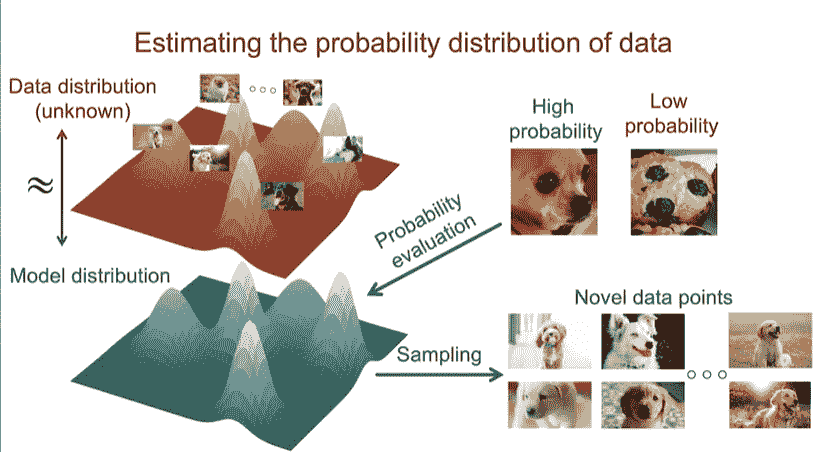 Estimating the probability distribution of data
Data distribution
(unknown)
≈
Model distribution
High
probability
Low
probability
Probability
evaluation
Sampling
Novel data points